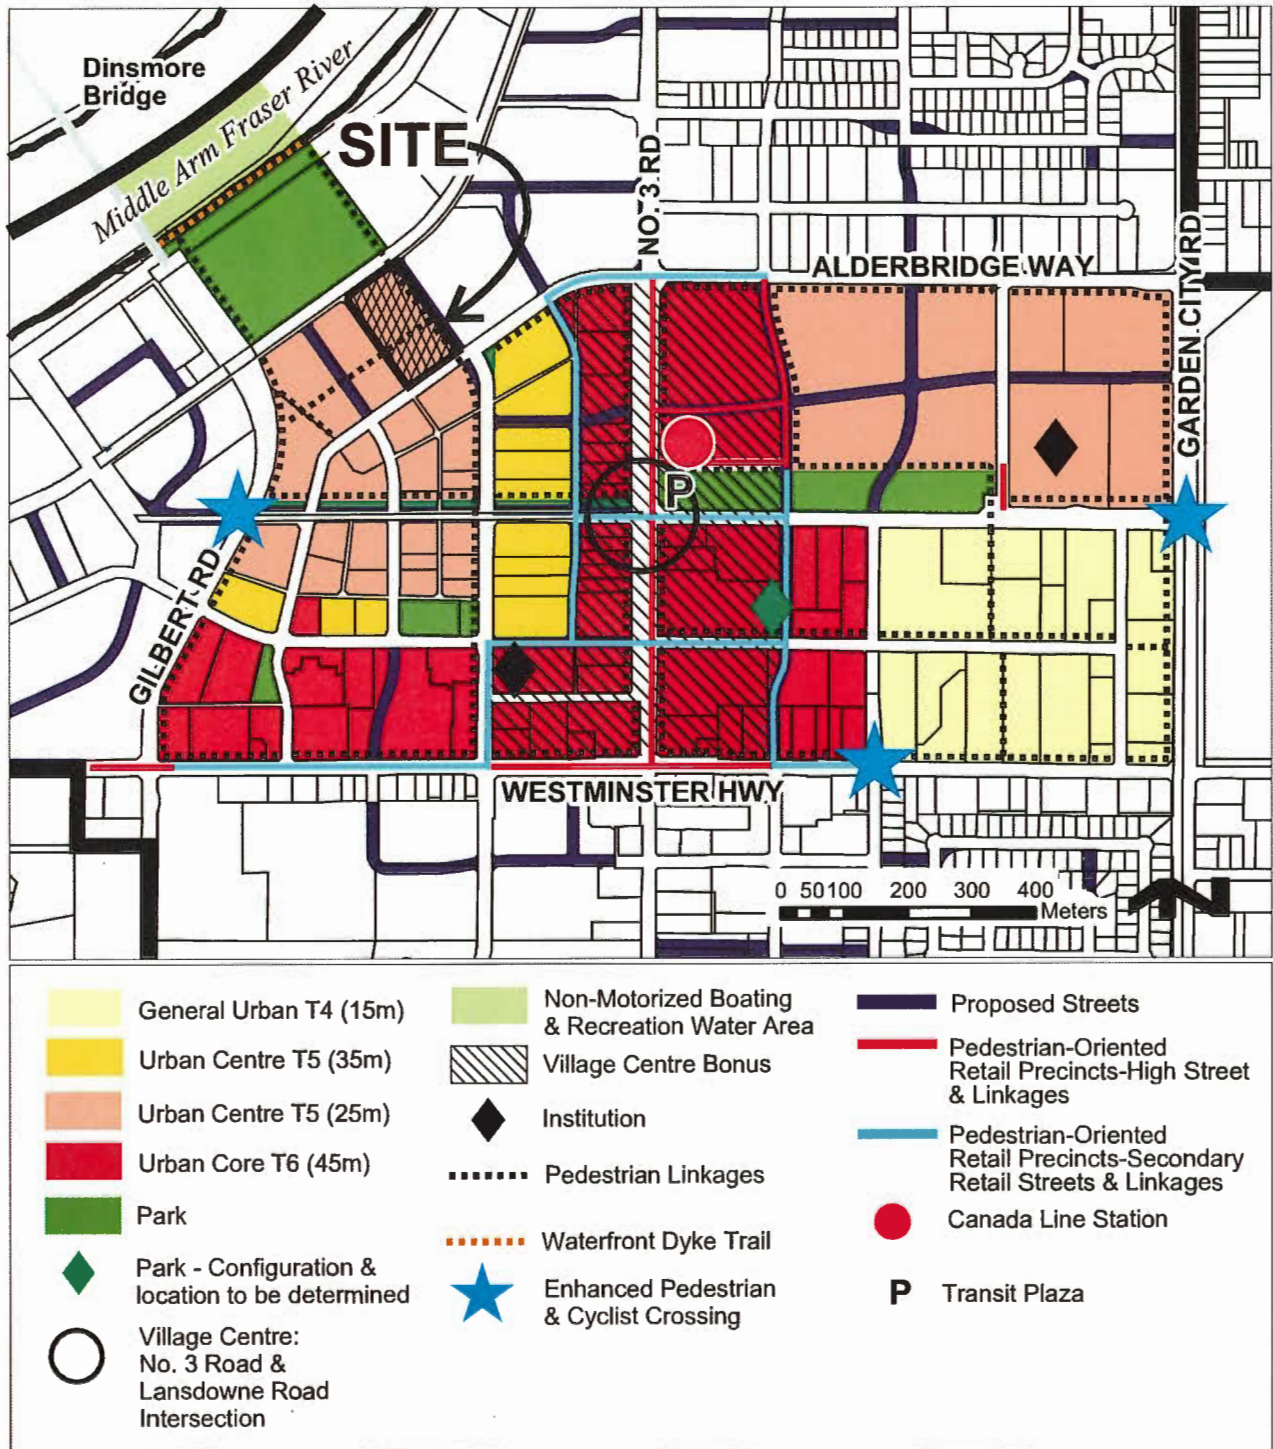 Dinsmore
Bridge
Middle Arm Fraser River
SITE
NO. 3 RD
ALDERBRIDGE WAY
GARDEN CITY RD
P
GILBERT RD
WESTMINSTER HWY
0 50 100 200 300 400
Meters
General Urban T4 (15m)
Urban Centre T5 (35m)
Urban Centre T5 (25m)
Urban Core T6 (45m)
Park
Park - Configuration &
location to be determined
Village Centre:
No. 3 Road &
Lansdowne Road
Intersection
Non-Motorized Boating
& Recreation Water Area
Village Centre Bonus
Institution
Pedestrian Linkages
Waterfront Dyke Trail
Enhanced Pedestrian
& Cyclist Crossing
Proposed Streets
Pedestrian-Oriented
Retail Precincts-High Street
& Linkages
Pedestrian-Oriented
Retail Precincts-Secondary
Retail Streets & Linkages
Canada Line Station
P Transit Plaza